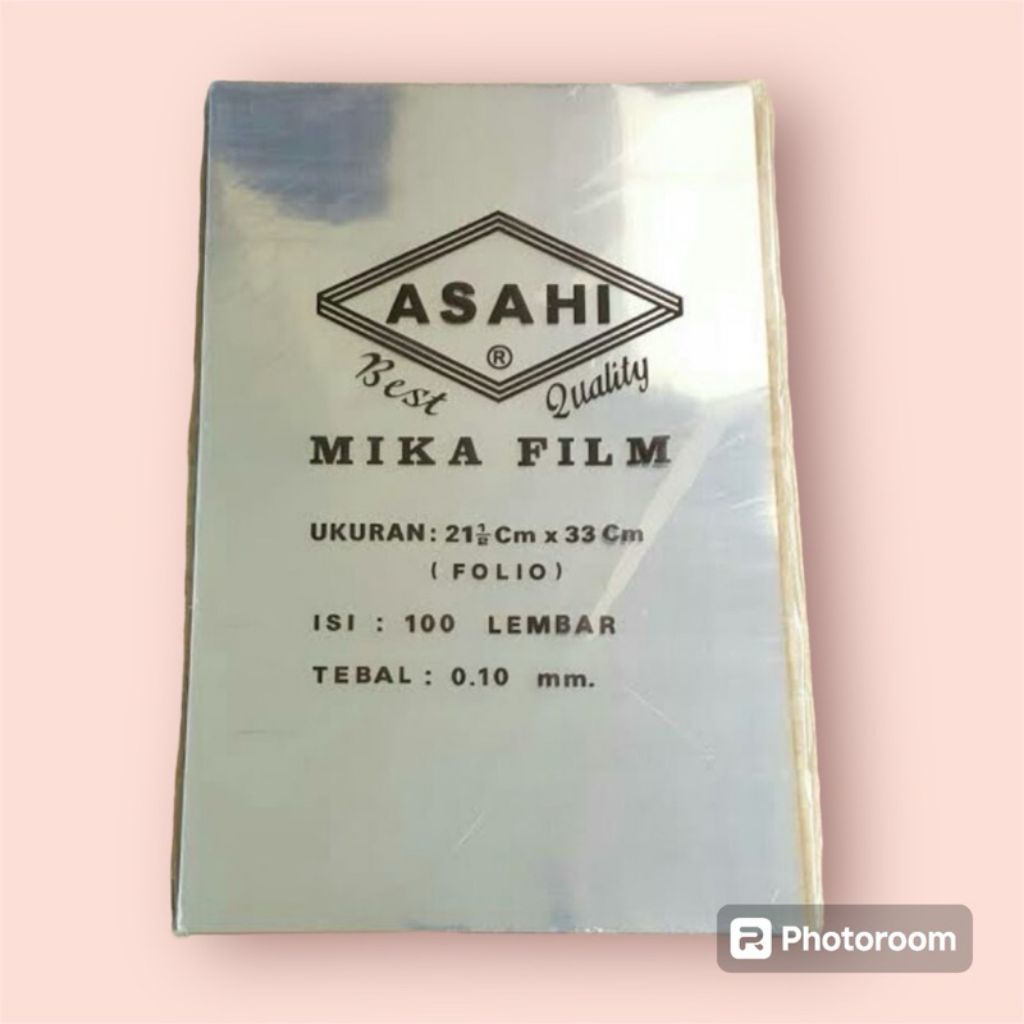 ASAHI
®
Best Quality
MIKA FILM
UKURAN: 21½ Cm x 33 Cm
( FOLIO )
ISI : 100 LEMBAR
TEBAL : 0.10 mm.
Photoroom